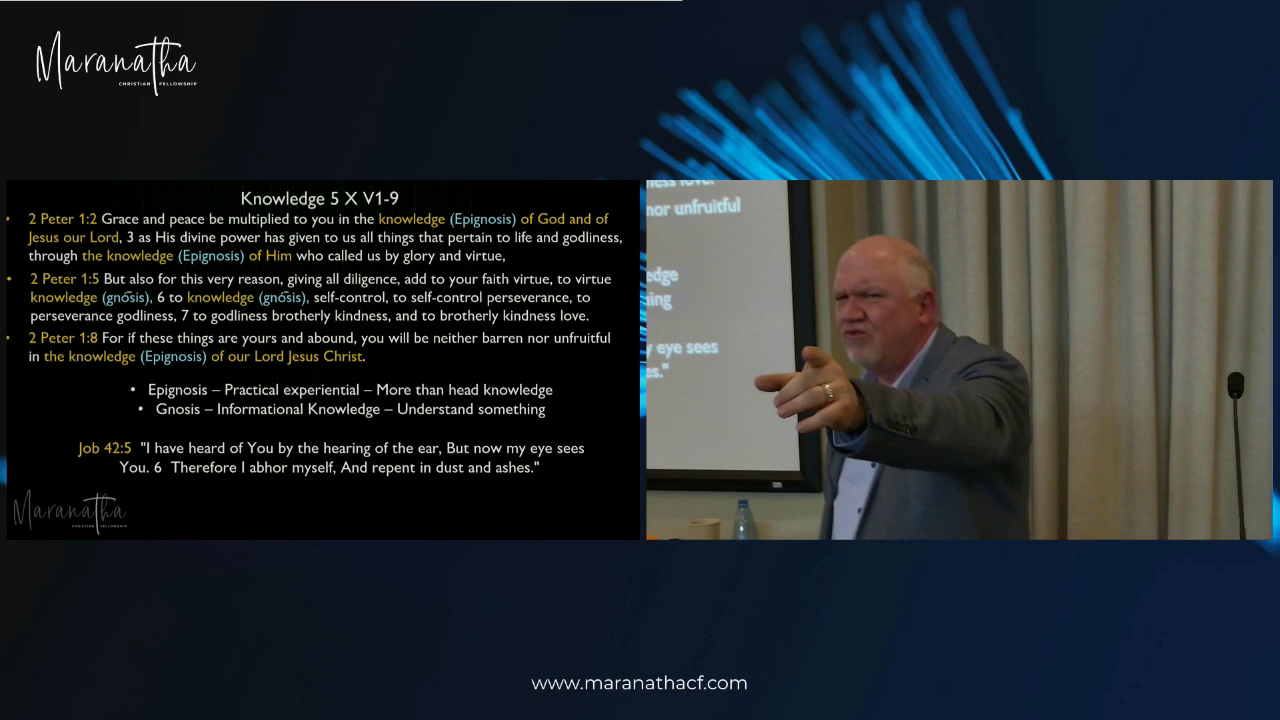 Maranatha
CHRISTIAN FELLOWSHIP
Knowledge 5 X V1-9
• 2 Peter 1:2 Grace and peace be multiplied to you in the knowledge (Epignosis) of God and of
Jesus our Lord, 3 as His divine power has given to us all things that pertain to life and godliness,
through the knowledge (Epignosis) of Him who called us by glory and virtue,
• 2 Peter 1:5 But also for this very reason, giving all diligence, add to your faith virtue, to virtue
knowledge (gnōsis), 6 to knowledge (gnōsis), self-control, to self-control perseverance, to
perseverance godliness, 7 to godliness brotherly kindness, and to brotherly kindness love.
• 2 Peter 1:8 For if these things are yours and abound, you will be neither barren nor unfruitful
in the knowledge (Epignosis) of our Lord Jesus Christ.
• Epignosis – Practical experiential – More than head knowledge
• Gnosis – Informational Knowledge – Understand something
Job 42:5 "I have heard of You by the hearing of the ear, But now my eye sees
You. 6 Therefore I abhor myself, And repent in dust and ashes."
Maranatha
CHRISTIAN FELLOWSHIP
nor unfruitful
y eye sees
es."
www.maranathacf.com